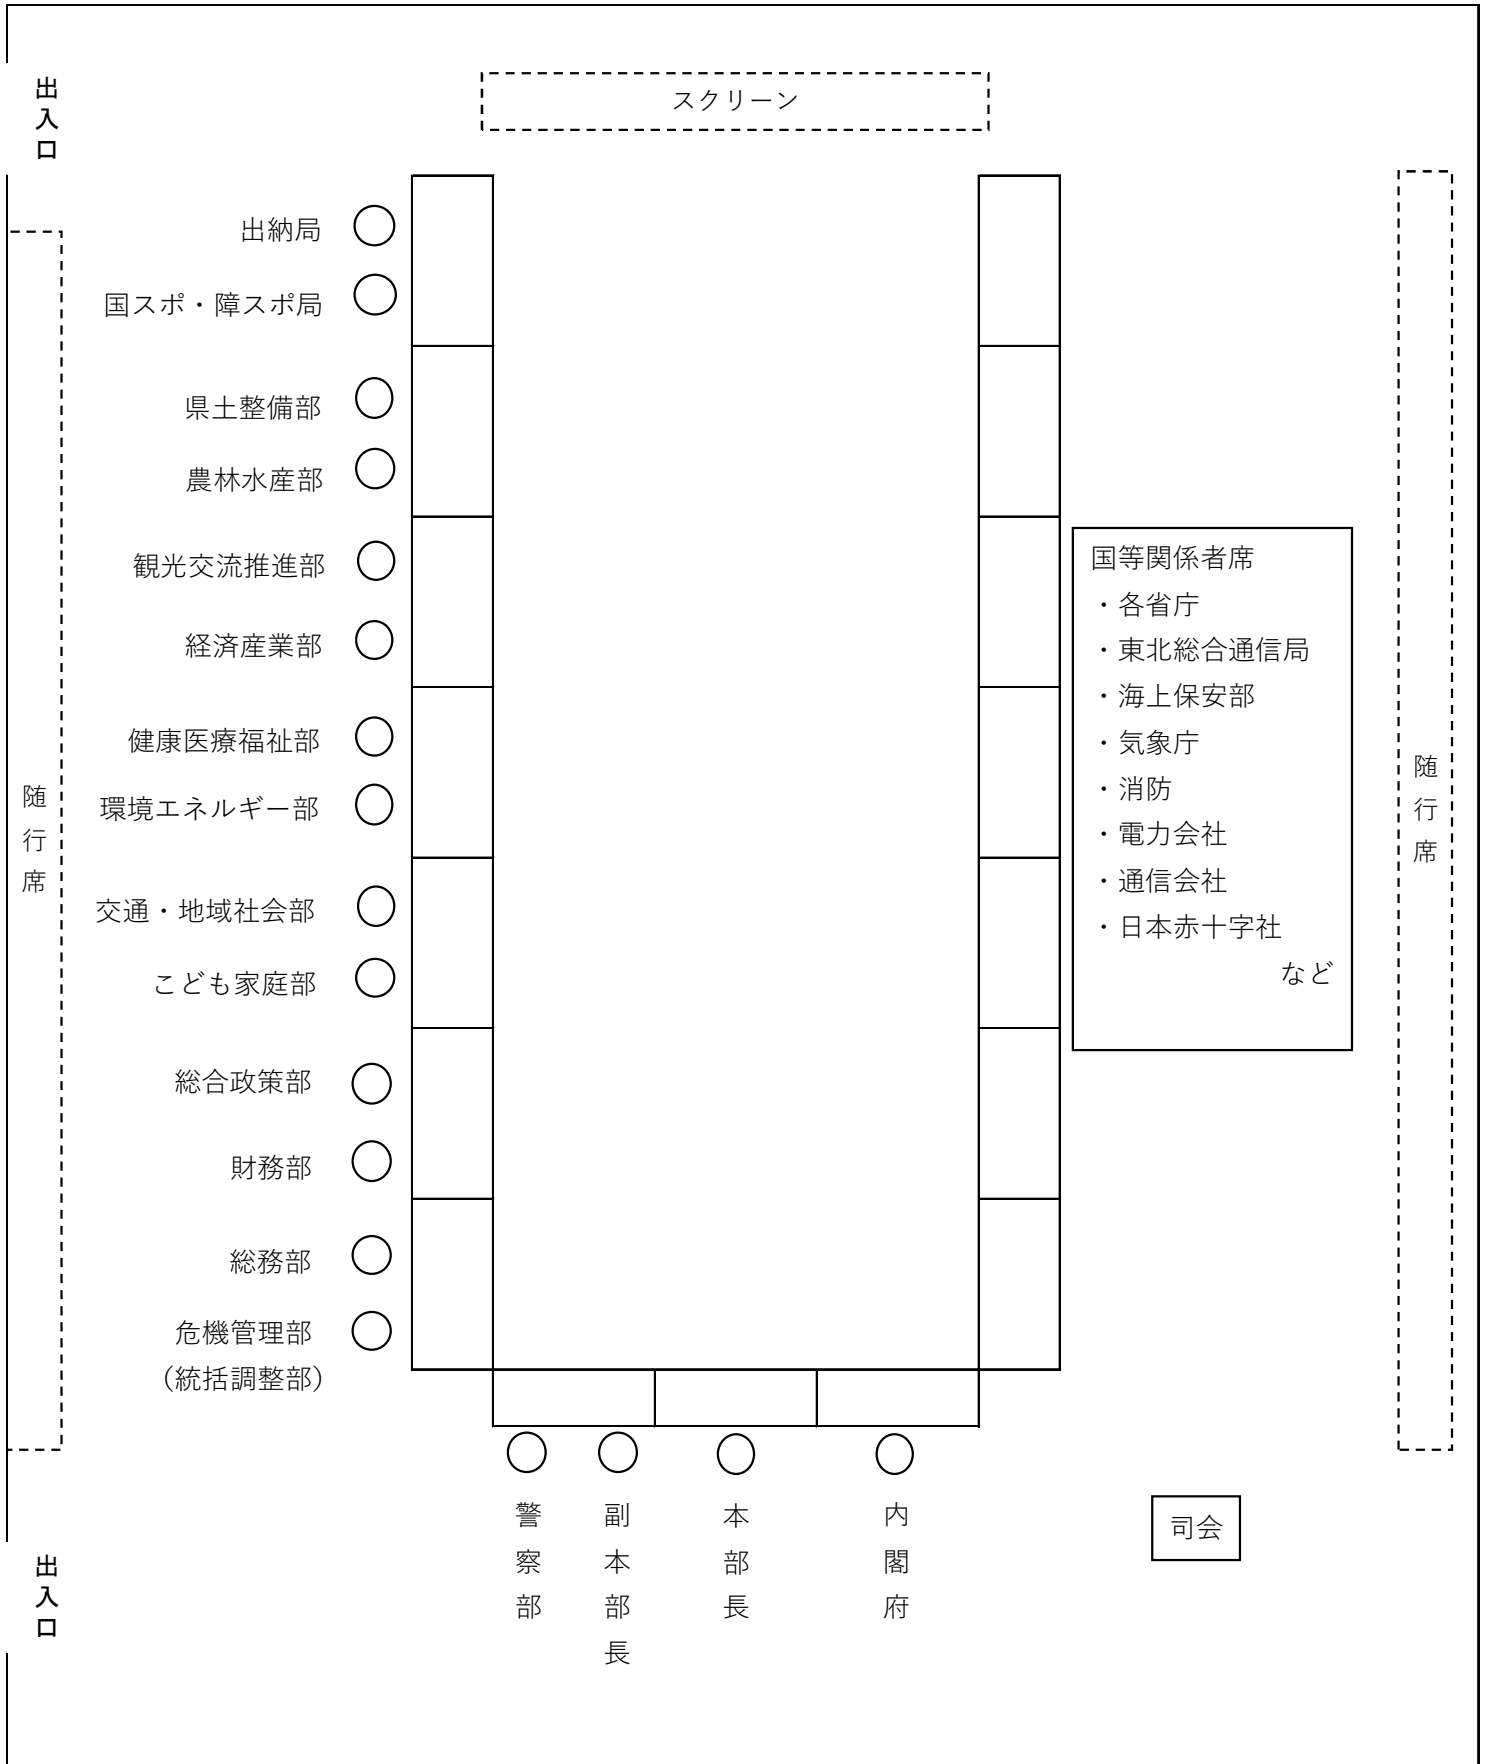 出入口
スクリーン
出納局
国スポ・障スポ局
県土整備部
農林水産部
観光交流推進部
経済産業部
健康医療福祉部
環境エネルギー部
交通・地域社会部
こども家庭部
総合政策部
財務部
総務部
危機管理部
（統括調整部）
随行席
国等関係者席
・各省庁
・東北総合通信局
・海上保安部
・気象庁
・消防
・電力会社
・通信会社
・日本赤十字社
など
随行席
警察部
副本部長
本部長
内閣府
司会
出入口